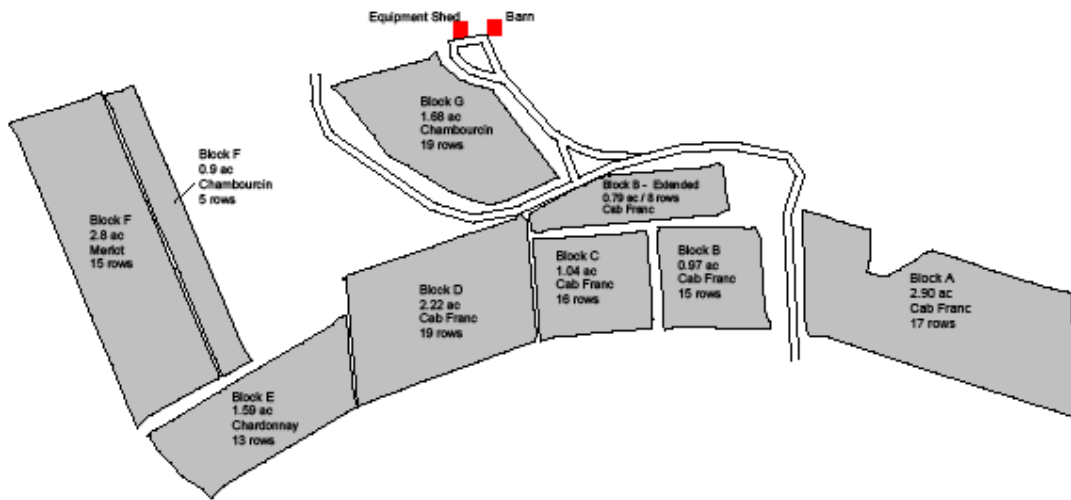 Equipment Shed
Barn
Block G
1.68 ac
Chambourcin
19 rows
Block F
0.9 ac
Chambourcin
5 rows
Block B - Extended
0.79 ac / 8 rows
Cab Franc
Block F
2.8 ac
Merlot
15 rows
Block C
1.04 ac
Cab Franc
16 rows
Block B
0.97 ac
Cab Franc
15 rows
Block D
2.22 ac
Cab Franc
19 rows
Block A
2.90 ac
Cab Franc
17 rows
Block E
1.59 ac
Chardonnay
13 rows